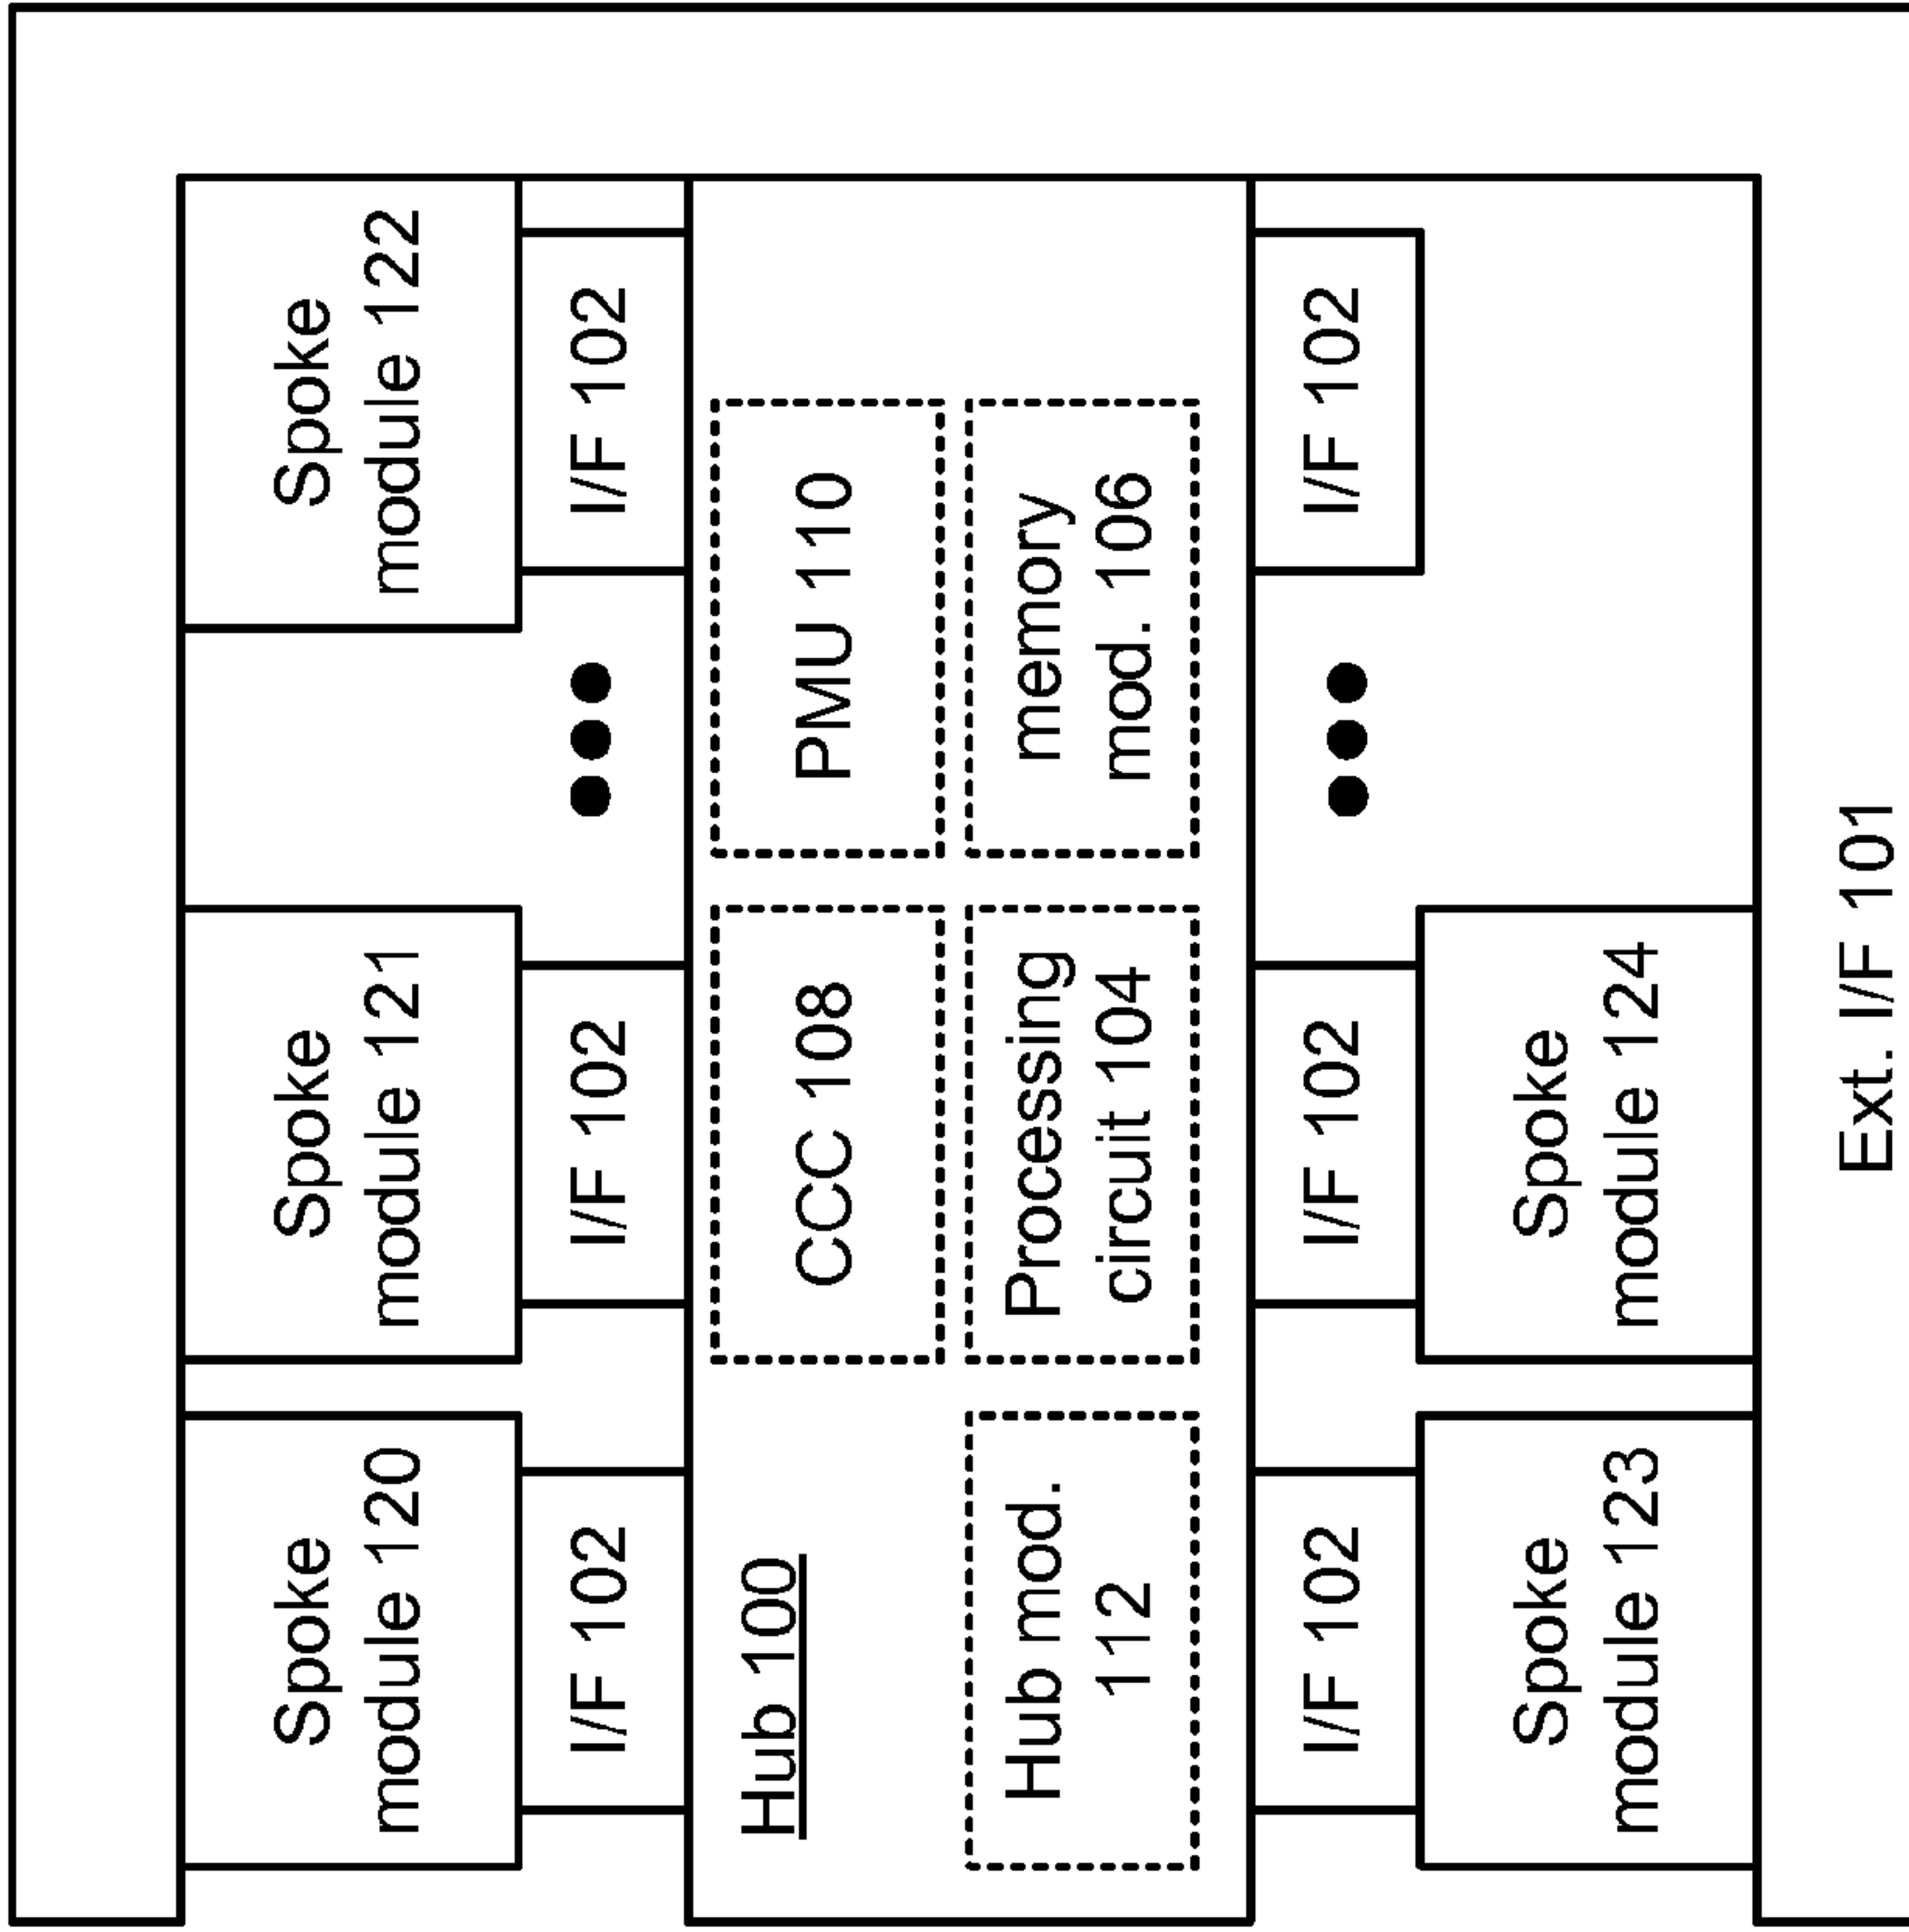 Spoke
module 120
Spoke
module 121
Spoke
module 122
I/F 102
I/F 102
I/F 102
Hub 100
CCC 108
PMU 110
Hub mod.
112
Processing
circuit 104
memory
mod. 106
I/F 102
I/F 102
I/F 102
Spoke
module 123
Spoke
module 124
Ext. I/F 101